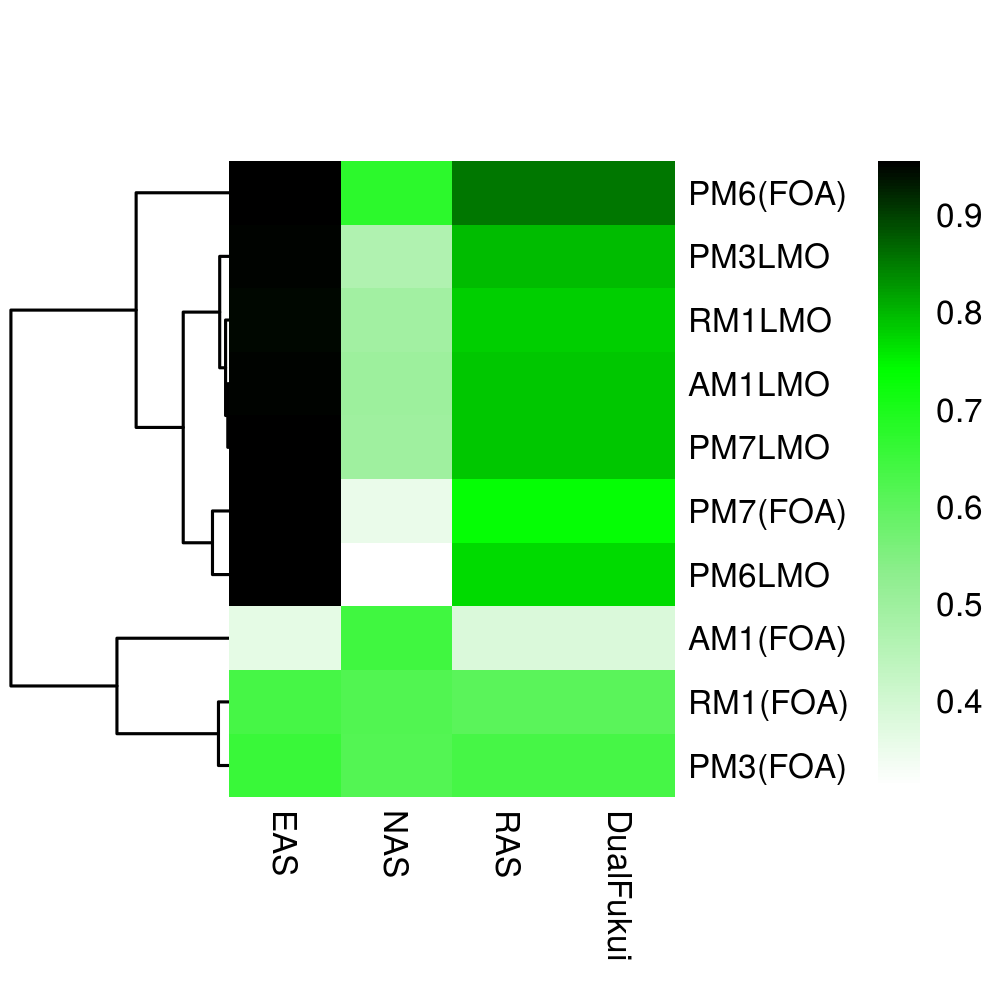 PM6(FOA)
PM3LMO
RM1LMO
AM1LMO
PM7LMO
PM7(FOA)
PM6LMO
AM1(FOA)
RM1(FOA)
PM3(FOA)
0.9
0.8
0.7
0.6
0.5
0.4
EAS
NAS
RAS
DualFukui